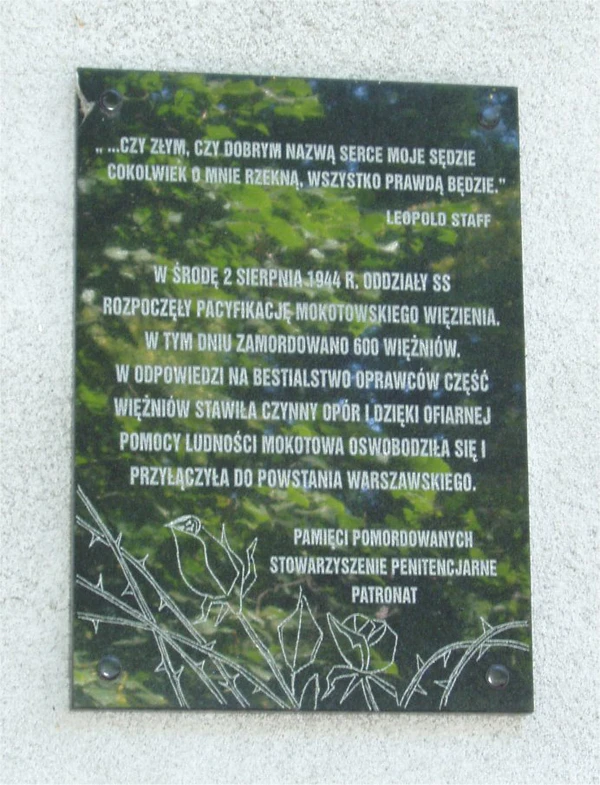 „ ...CZY ZŁYM, CZY DOBRYM NAZWĄ SERCE MOJE SĘDZIE
COKOLWIEK O MNIE RZEKNĄ, WSZYSTKO PRAWDĄ BĘDZIE."
LEOPOLD STAFF
W ŚRODĘ 2 SIERPNIA 1944 R. ODDZIAŁY SS
ROZPOCZĘŁY PACYFIKACJĘ MOKOTOWSKIEGO WIĘZIENIA.
W TYM DNIU ZAMORDOWANO 600 WIĘŹNIÓW.
W ODPOWIEDZI NA BESTIALSTWO OPRAWCÓW CZĘŚĆ
WIĘŹNIÓW STAWIŁA CZYNNY OPÓR I DZIĘKI OFIARNEJ
POMOCY LUDNOŚCI MOKOTOWA OSWOBODZIŁA SIĘ I
PRZYŁĄCZYŁA DO POWSTANIA WARSZAWSKIEGO.
PAMIĘCI POMORDOWANYCH
STOWARZYSZENIE PENITENCJARNE
PATRONAT